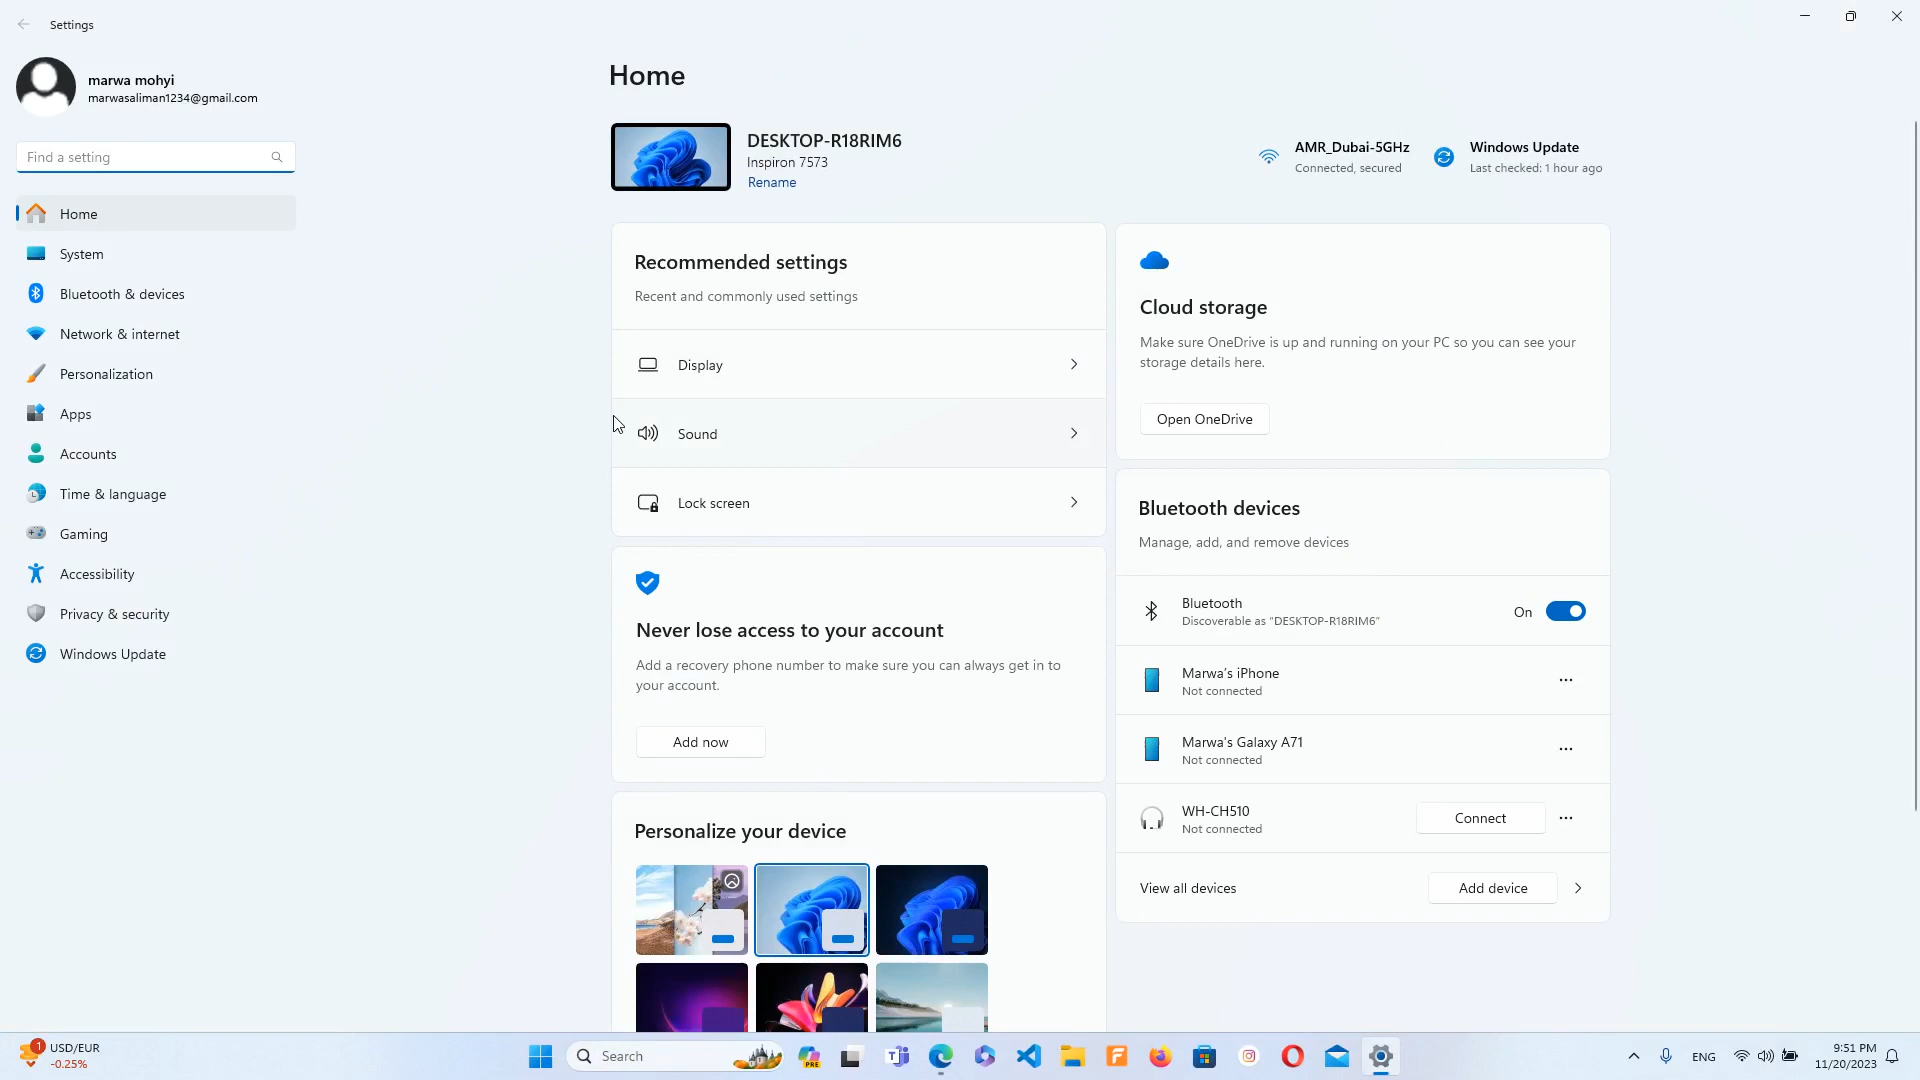 Settings
marwa mohyi
marwasaliman1234@gmail.com
Find a setting
Home
System
Bluetooth & devices
Network & internet
Personalization
Apps
Accounts
Time & language
Gaming
Accessibility
Privacy & security
Windows Update
Home
DESKTOP-R18RIM6
Inspiron 7573
Rename
AMR_Dubai-5GHz
Connected, secured
Windows Update
Last checked: 1 hour ago
Recommended settings
Recent and commonly used settings
Display
Sound
Lock screen
Never lose access to your account
Add a recovery phone number to make sure you can always get in to
your account.
Add now
Personalize your device
Cloud storage
Make sure OneDrive is up and running on your PC so you can see your
storage details here.
Open OneDrive
Bluetooth devices
Manage, add, and remove devices
Bluetooth
Discoverable as "DESKTOP-R18RIM6"
On
Marwa's iPhone
Not connected
Marwa's Galaxy A71
Not connected
WH-CH510
Not connected
Connect
View all devices
Add device
1
USD/EUR
-0.25%
Search
PRE
ENG
9:51 PM
11/20/2023